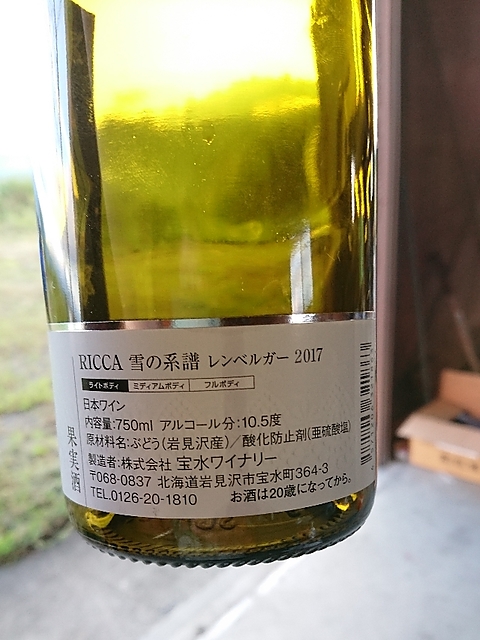 RICCA 雪の系譜 レンベルガー 2017
ライトボディ ミディアムボディ フルボディ
日本ワイン
内容量:750ml アルコール分:10.5度
原材料名:ぶどう(岩見沢産)/酸化防止剤(亜硫酸塩)
製造者:株式会社 宝水ワイナリー
〒068-0837 北海道岩見沢市宝水町364-3
TEL.0126-20-1810 お酒は20歳になってから。
果実酒